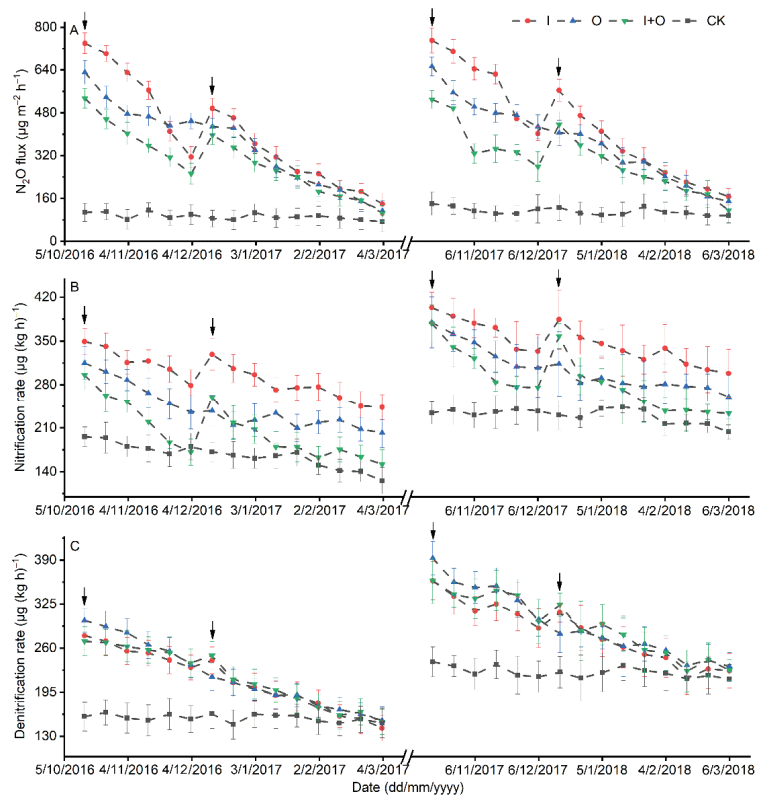 A
I O I+O CK
800
640
480
320
160
0
N₂O flux (µg m⁻² h⁻¹)
5/10/2016 4/11/2016 4/12/2016 3/1/2017 2/2/2017 4/3/2017 6/11/2017 6/12/2017 5/1/2018 4/2/2018 6/3/2018
B
420
350
280
210
140
Nitrification rate (µg (kg h)⁻¹)
5/10/2016 4/11/2016 4/12/2016 3/1/2017 2/2/2017 4/3/2017 6/11/2017 6/12/2017 5/1/2018 4/2/2018 6/3/2018
C
390
325
260
195
130
Denitrification rate (µg (kg h)⁻¹)
5/10/2016 4/11/2016 4/12/2016 3/1/2017 2/2/2017 4/3/2017 6/11/2017 6/12/2017 5/1/2018 4/2/2018 6/3/2018
Date (dd/mm/yyyy)